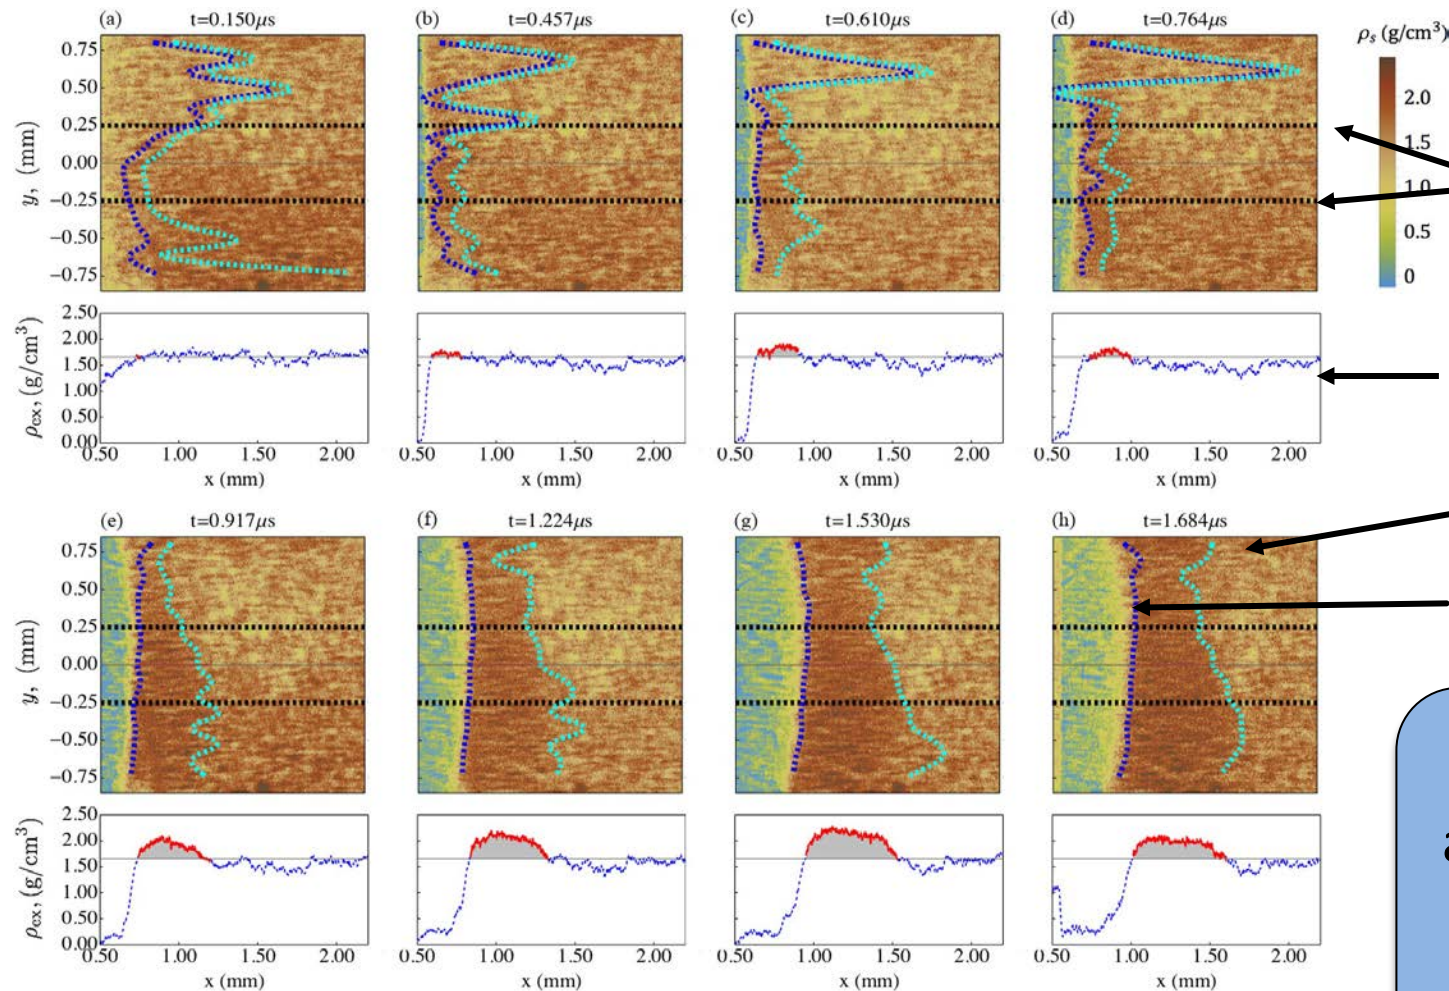 (a) t=0.150μs
(b) t=0.457μs
(c) t=0.610μs
(d) t=0.764μs
ρs (g/cm³)
2.0
1.5
1.0
0.5
0
y, (mm)
0.75
0.50
0.25
0.00
−0.25
−0.50
−0.75
ρex, (g/cm³)
2.50
2.00
1.50
1.00
0.50
0.00
0.50 1.00 1.50 2.00
x (mm)
0.50 1.00 1.50 2.00
x (mm)
0.50 1.00 1.50 2.00
x (mm)
0.50 1.00 1.50 2.00
x (mm)
(e) t=0.917μs
(f) t=1.224μs
(g) t=1.530μs
(h) t=1.684μs
y, (mm)
0.75
0.50
0.25
0.00
−0.25
−0.50
−0.75
ρex, (g/cm³)
2.50
2.00
1.50
1.00
0.50
0.00
0.50 1.00 1.50 2.00
x (mm)
0.50 1.00 1.50 2.00
x (mm)
0.50 1.00 1.50 2.00
x (mm)
0.50 1.00 1.50 2.00
x (mm)